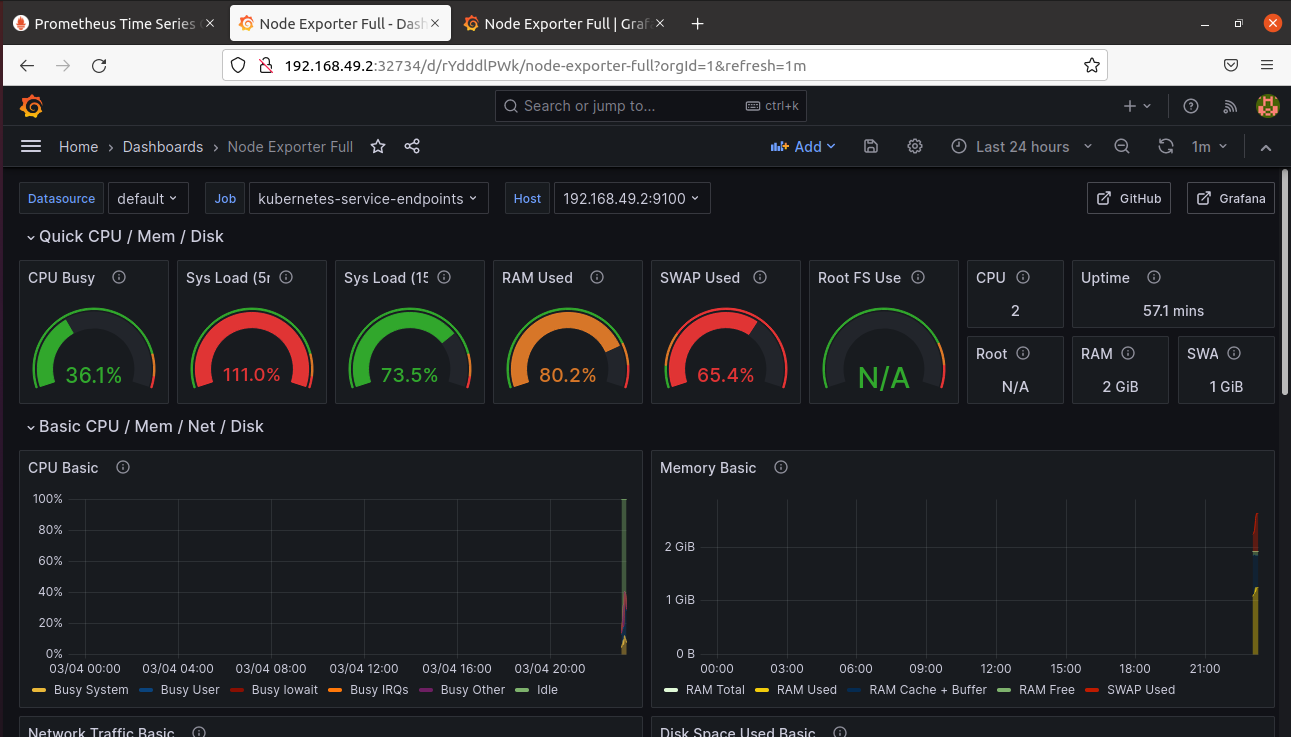 Prometheus Time Series
Node Exporter Full - Dash
Node Exporter Full | Graf
192.168.49.2:32734/d/rYdddlPWk/node-exporter-full?orgId=1&refresh=1m
Search or jump to... ctrl+k
Home › Dashboards › Node Exporter Full
Add
Last 24 hours
1m
Datasource default
Job kubernetes-service-endpoints
Host 192.168.49.2:9100
GitHub
Grafana
Quick CPU / Mem / Disk
CPU Busy
36.1%
Sys Load (5r
111.0%
Sys Load (15
73.5%
RAM Used
80.2%
SWAP Used
65.4%
Root FS Use
N/A
CPU
2
Uptime
57.1 mins
Root
N/A
RAM
2 GiB
SWA
1 GiB
Basic CPU / Mem / Net / Disk
CPU Basic
100%
80%
60%
40%
20%
0%
03/04 00:00 03/04 04:00 03/04 08:00 03/04 12:00 03/04 16:00 03/04 20:00
Busy System Busy User Busy Iowait Busy IRQs Busy Other Idle
Memory Basic
2 GiB
1 GiB
0 B
00:00 03:00 06:00 09:00 12:00 15:00 18:00 21:00
RAM Total RAM Used RAM Cache + Buffer RAM Free SWAP Used
Network Traffic Basic
Disk Space Used Basic